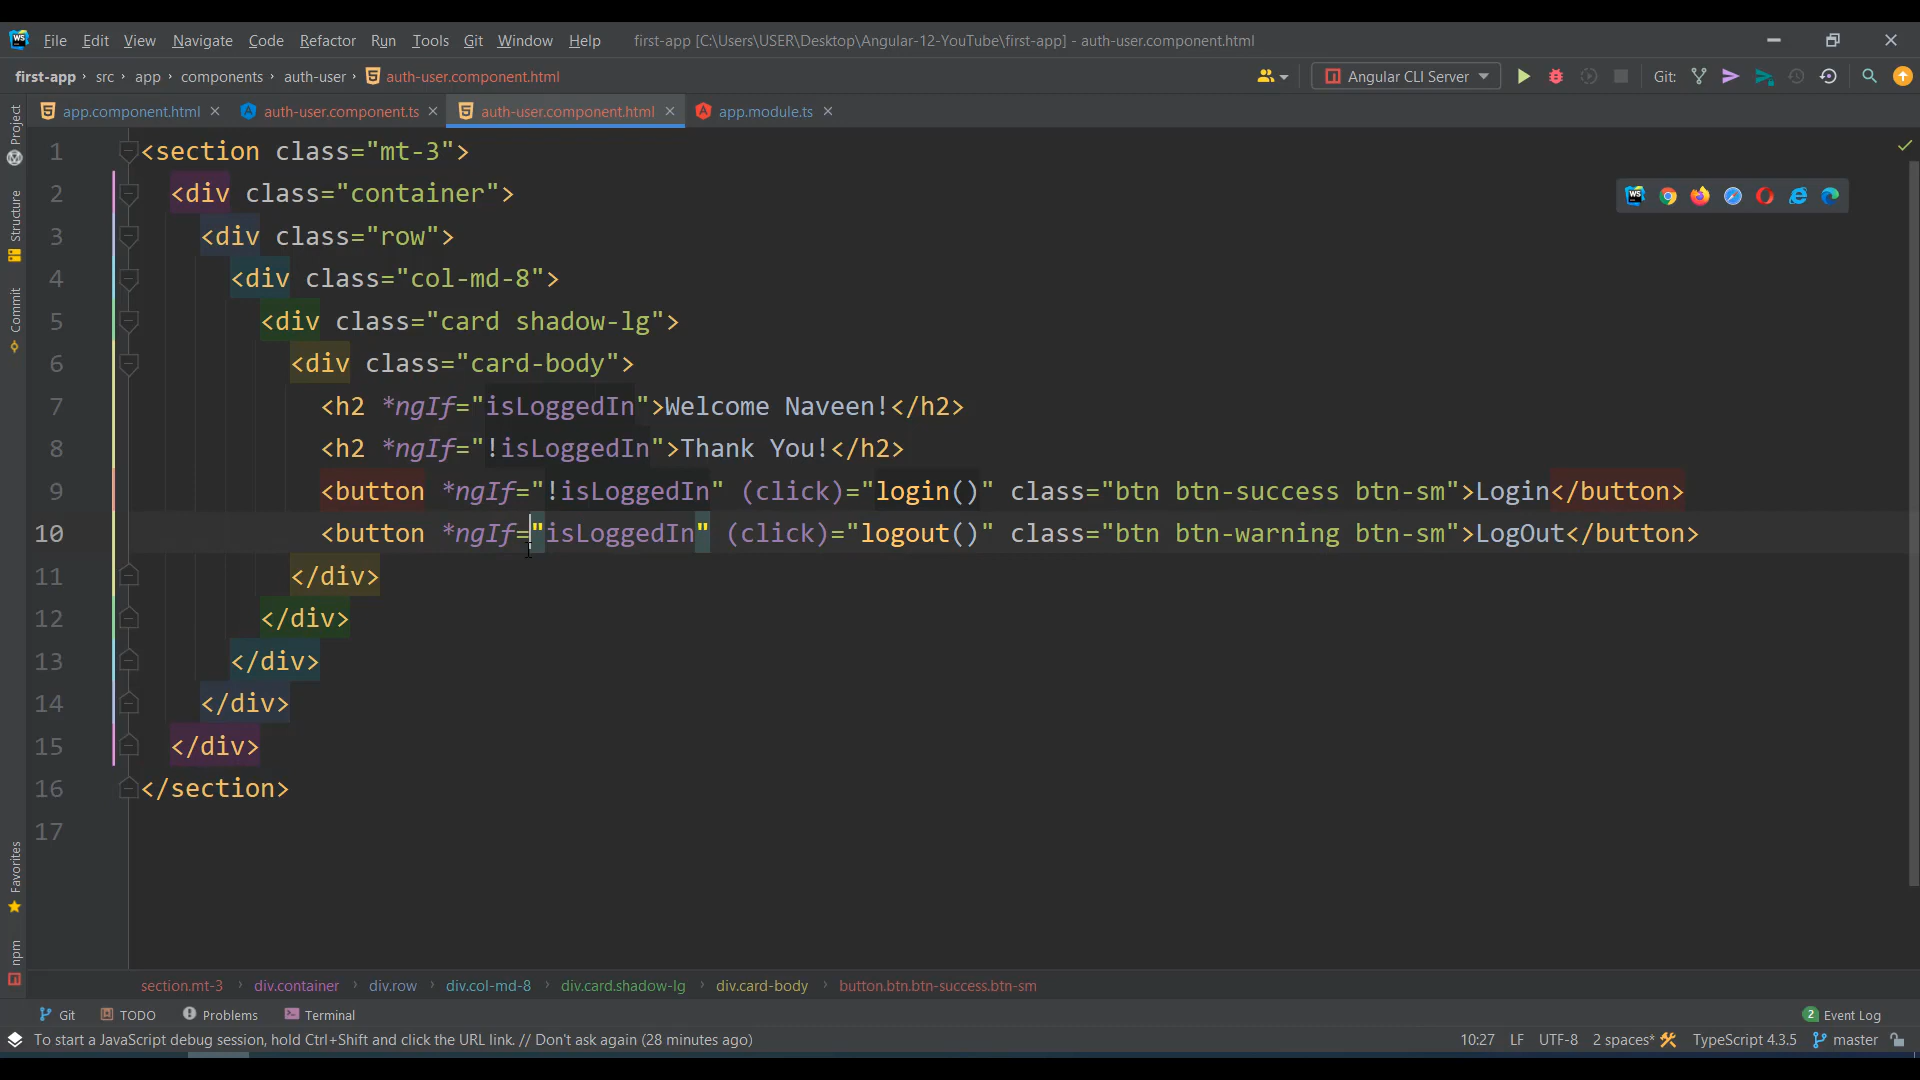 File Edit View Navigate Code Refactor Run Tools Git Window Help first-app [C:\Users\USER\Desktop\Angular-12-YouTube\first-app] - auth-user.component.html
first-app src app components auth-user auth-user.component.html Angular CLI Server Git:
app.component.html auth-user.component.ts auth-user.component.html app.module.ts
Project
Structure
Commit
Favorites
npm
1 <section class="mt-3">
2 <div class="container">
3 <div class="row">
4 <div class="col-md-8">
5 <div class="card shadow-lg">
6 <div class="card-body">
7 <h2 *ngIf="isLoggedIn">Welcome Naveen!</h2>
8 <h2 *ngIf="!isLoggedIn">Thank You!</h2>
9 <button *ngIf="!isLoggedIn" (click)="login()" class="btn btn-success btn-sm">Login</button>
10 <button *ngIf="isLoggedIn" (click)="logout()" class="btn btn-warning btn-sm">LogOut</button>
11 </div>
12 </div>
13 </div>
14 </div>
15 </div>
16 </section>
17
section.mt-3 div.container div.row div.col-md-8 div.card.shadow-lg div.card-body button.btn.btn-success.btn-sm
Git TODO Problems Terminal 2 Event Log
To start a JavaScript debug session, hold Ctrl+Shift and click the URL link. // Don't ask again (28 minutes ago) 10:27 LF UTF-8 2 spaces* TypeScript 4.3.5 master